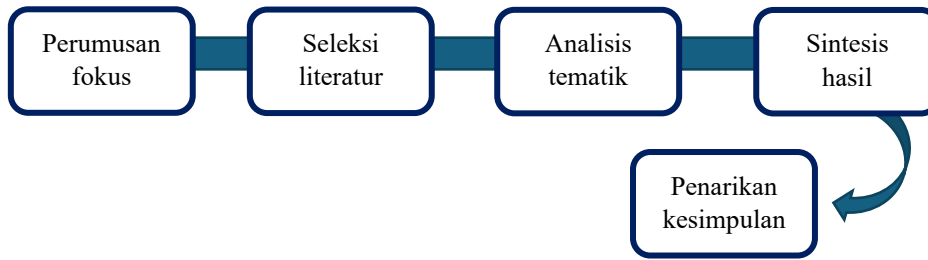 Perumusan
fokus
Seleksi
literatur
Analisis
tematik
Sintesis
hasil
Penarikan
kesimpulan